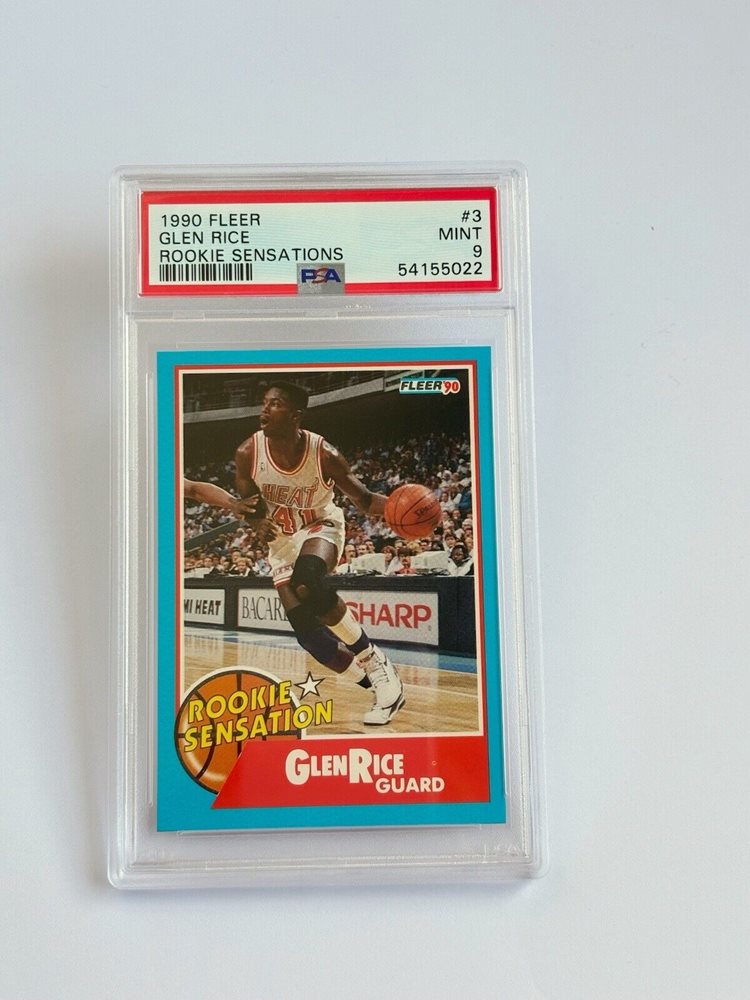 1990 FLEER #3
GLEN RICE MINT
ROOKIE SENSATIONS 9
PSA 54155022
FLEER '90
HEAT
41
MI HEAT
BACAR
SHARP
ROOKIE
SENSATION
GLEN RICE
GUARD